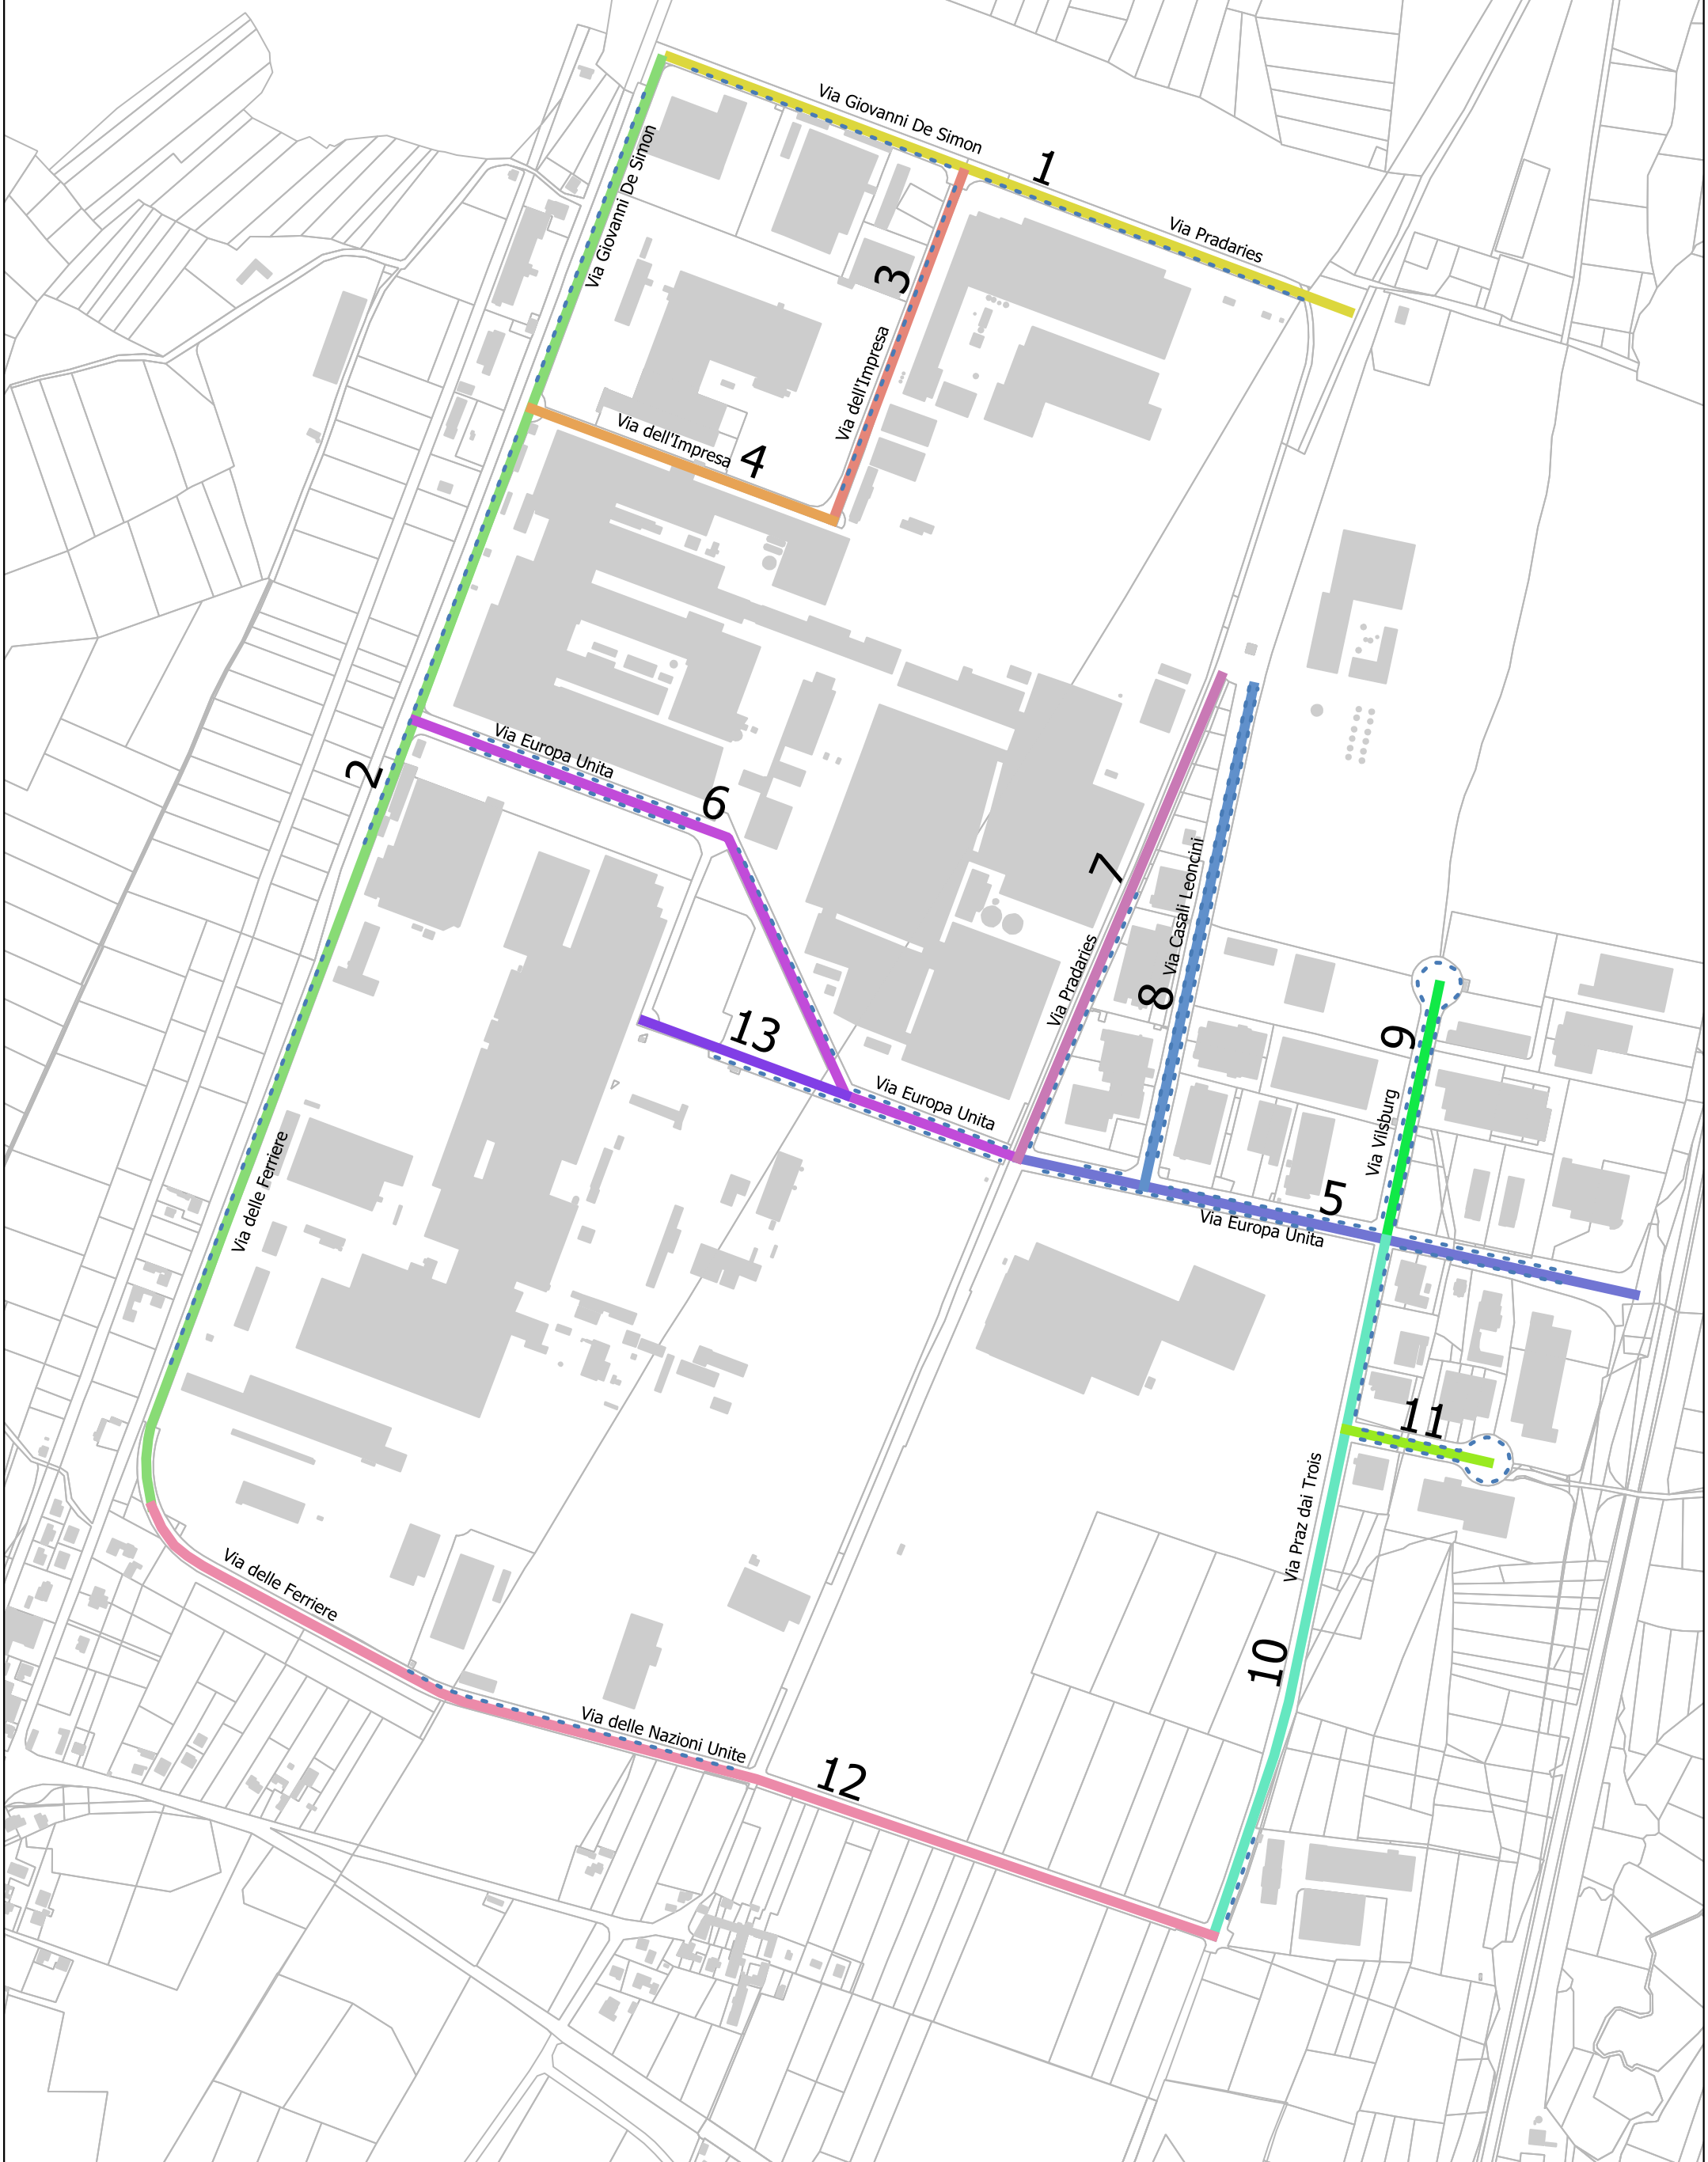 Via Giovanni De Simon
1
Via Pradaries
Via Giovanni De Simon
3
Via dell'Impresa
Via dell'Impresa
4
Via Europa Unita
2
6
7
Via Casali Leoncini
Via Pradaries
8
13
9
Via Europa Unita
Via Vilsburg
Via delle Ferriere
5
Via Europa Unita
11
Via Praz dai Trois
Via delle Ferriere
10
Via delle Nazioni Unite
12